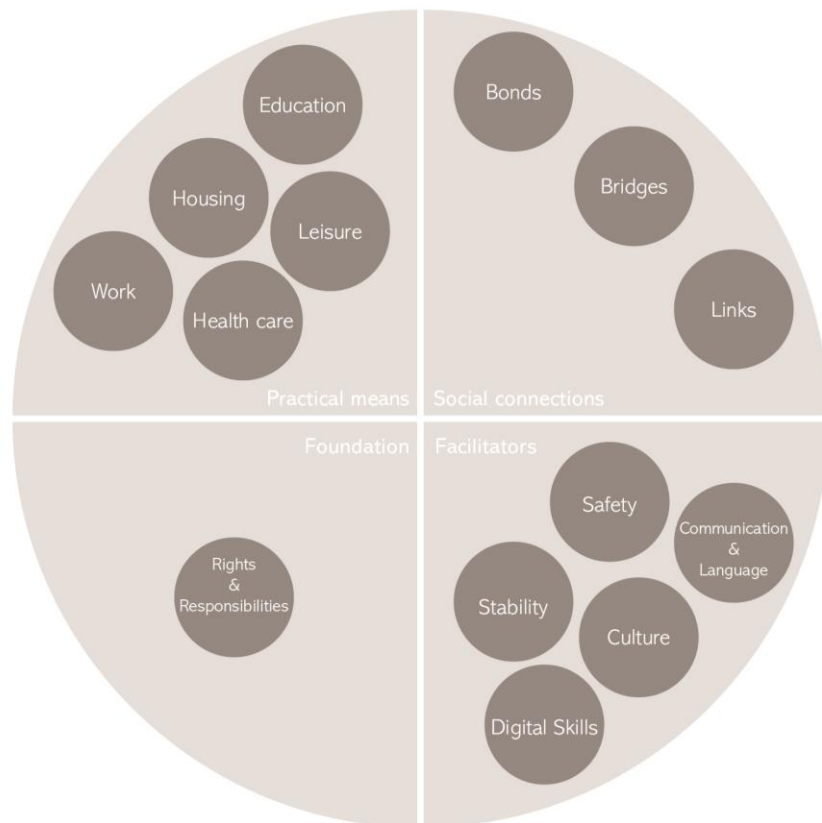 Education
Housing
Leisure
Work
Health care
Practical means
Bonds
Bridges
Links
Social connections
Foundation
Rights
&
Responsibilities
Facilitators
Safety
Communication
&
Language
Stability
Culture
Digital Skills